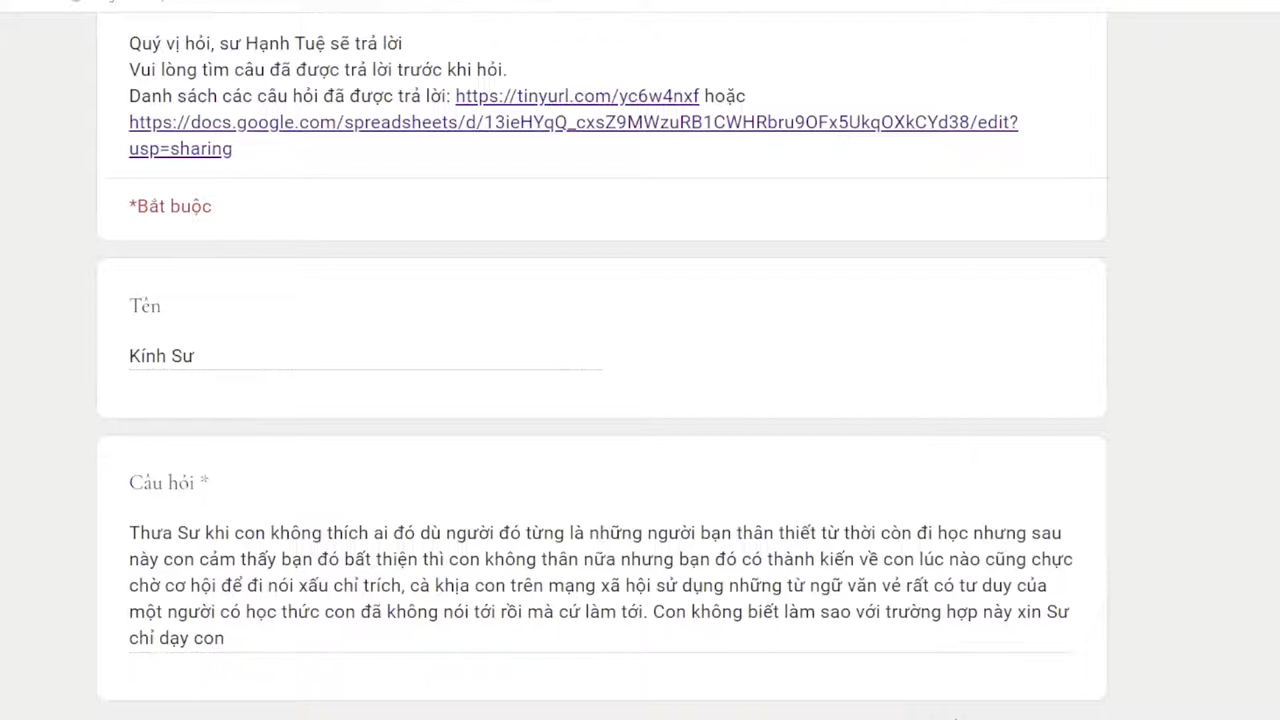 Quý vị hỏi, sư Hạnh Tuệ sẽ trả lời
Vui lòng tìm câu đã được trả lời trước khi hỏi.
Danh sách các câu hỏi đã được trả lời: https://tinyurl.com/yc6w4nxf hoặc
https://docs.google.com/spreadsheets/d/13ieHYqQ_cxsZ9MWzuRB1CWHRbru9OFx5UkqOXkCYd38/edit?
usp=sharing
*Bắt buộc
Tên
Kính Sư
Câu hỏi *
Thưa Sư khi con không thích ai đó dù người đó từng là những người bạn thân thiết từ thời còn đi học nhưng sau
này con cảm thấy bạn đó bất thiện thì con không thân nữa nhưng bạn đó có thành kiến về con lúc nào cũng chực
chờ cơ hội để đi nói xấu chỉ trích, cà khịa con trên mạng xã hội sử dụng những từ ngữ văn vẻ rất có tư duy của
một người có học thức con đã không nói tới rồi mà cứ làm tới. Con không biết làm sao với trường hợp này xin Sư
chỉ dạy con